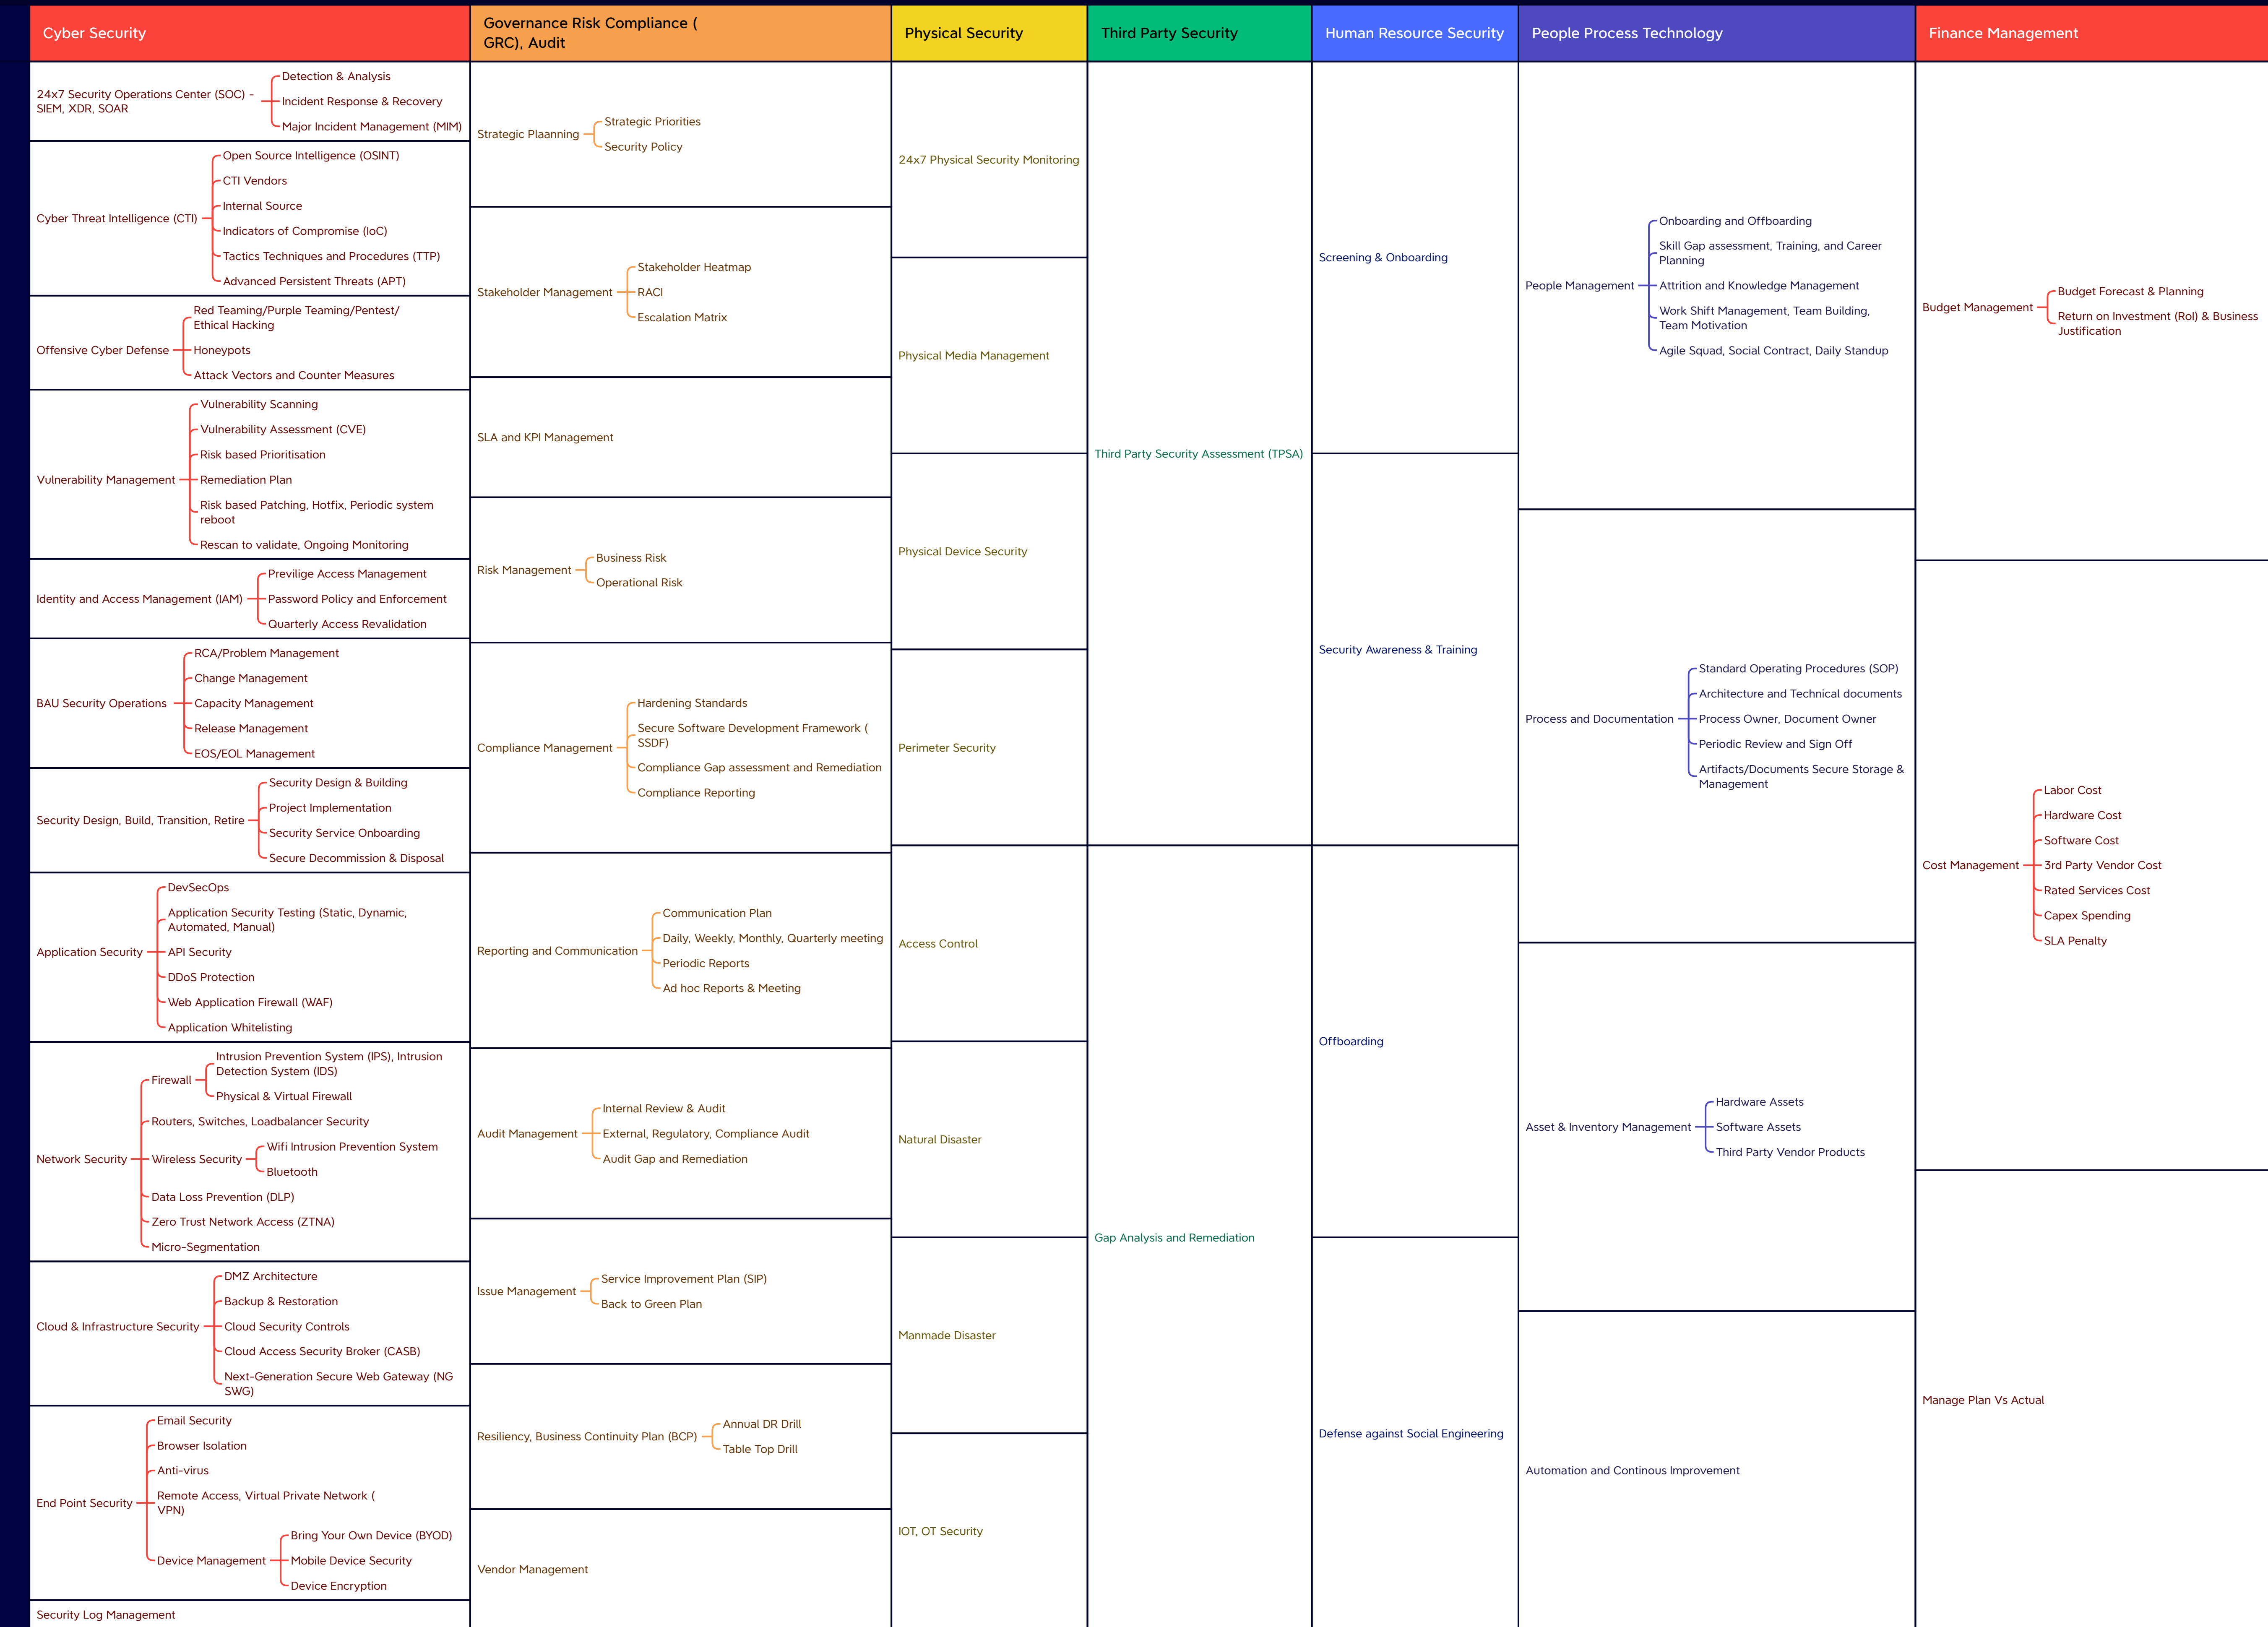 Cyber Security
Governance Risk Compliance (
GRC), Audit
Physical Security
Third Party Security
Human Resource Security
People Process Technology
Finance Management
24x7 Security Operations Center (SOC) -
SIEM, XDR, SOAR
Detection & Analysis
Incident Response & Recovery
Major Incident Management (MIM)
Cyber Threat Intelligence (CTI)
Open Source Intelligence (OSINT)
CTI Vendors
Internal Source
Indicators of Compromise (IoC)
Tactics Techniques and Procedures (TTP)
Advanced Persistent Threats (APT)
Offensive Cyber Defense
Red Teaming/Purple Teaming/Pentest/
Ethical Hacking
Honeypots
Attack Vectors and Counter Measures
Vulnerability Management
Vulnerability Scanning
Vulnerability Assessment (CVE)
Risk based Prioritisation
Remediation Plan
Risk based Patching, Hotfix, Periodic system
reboot
Rescan to validate, Ongoing Monitoring
Identity and Access Management (IAM)
Previlige Access Management
Password Policy and Enforcement
Quarterly Access Revalidation
BAU Security Operations
RCA/Problem Management
Change Management
Capacity Management
Release Management
EOS/EOL Management
Security Design, Build, Transition, Retire
Security Design & Building
Project Implementation
Security Service Onboarding
Secure Decommission & Disposal
Application Security
DevSecOps
Application Security Testing (Static, Dynamic,
Automated, Manual)
API Security
DDoS Protection
Web Application Firewall (WAF)
Application Whitelisting
Network Security
Firewall
Intrusion Prevention System (IPS), Intrusion
Detection System (IDS)
Physical & Virtual Firewall
Routers, Switches, Loadbalancer Security
Wireless Security
Wifi Intrusion Prevention System
Bluetooth
Data Loss Prevention (DLP)
Zero Trust Network Access (ZTNA)
Micro-Segmentation
Cloud & Infrastructure Security
DMZ Architecture
Backup & Restoration
Cloud Security Controls
Cloud Access Security Broker (CASB)
Next-Generation Secure Web Gateway (NG
SWG)
End Point Security
Email Security
Browser Isolation
Anti-virus
Remote Access, Virtual Private Network (
VPN)
Device Management
Bring Your Own Device (BYOD)
Mobile Device Security
Device Encryption
Security Log Management
Strategic Plaanning
Strategic Priorities
Security Policy
Stakeholder Management
Stakeholder Heatmap
RACI
Escalation Matrix
SLA and KPI Management
Risk Management
Business Risk
Operational Risk
Compliance Management
Hardening Standards
Secure Software Development Framework (
SSDF)
Compliance Gap assessment and Remediation
Compliance Reporting
Reporting and Communication
Communication Plan
Daily, Weekly, Monthly, Quarterly meeting
Periodic Reports
Ad hoc Reports & Meeting
Audit Management
Internal Review & Audit
External, Regulatory, Compliance Audit
Audit Gap and Remediation
Issue Management
Service Improvement Plan (SIP)
Back to Green Plan
Resiliency, Business Continuity Plan (BCP)
Annual DR Drill
Table Top Drill
Vendor Management
24x7 Physical Security Monitoring
Physical Media Management
Physical Device Security
Perimeter Security
Access Control
Natural Disaster
Manmade Disaster
IOT, OT Security
Third Party Security Assessment (TPSA)
Gap Analysis and Remediation
Screening & Onboarding
Security Awareness & Training
Offboarding
Defense against Social Engineering
People Management
Onboarding and Offboarding
Skill Gap assessment, Training, and Career
Planning
Attrition and Knowledge Management
Work Shift Management, Team Building,
Team Motivation
Agile Squad, Social Contract, Daily Standup
Process and Documentation
Standard Operating Procedures (SOP)
Architecture and Technical documents
Process Owner, Document Owner
Periodic Review and Sign Off
Artifacts/Documents Secure Storage &
Management
Asset & Inventory Management
Hardware Assets
Software Assets
Third Party Vendor Products
Automation and Continous Improvement
Budget Management
Budget Forecast & Planning
Return on Investment (RoI) & Business
Justification
Cost Management
Labor Cost
Hardware Cost
Software Cost
3rd Party Vendor Cost
Rated Services Cost
Capex Spending
SLA Penalty
Manage Plan Vs Actual